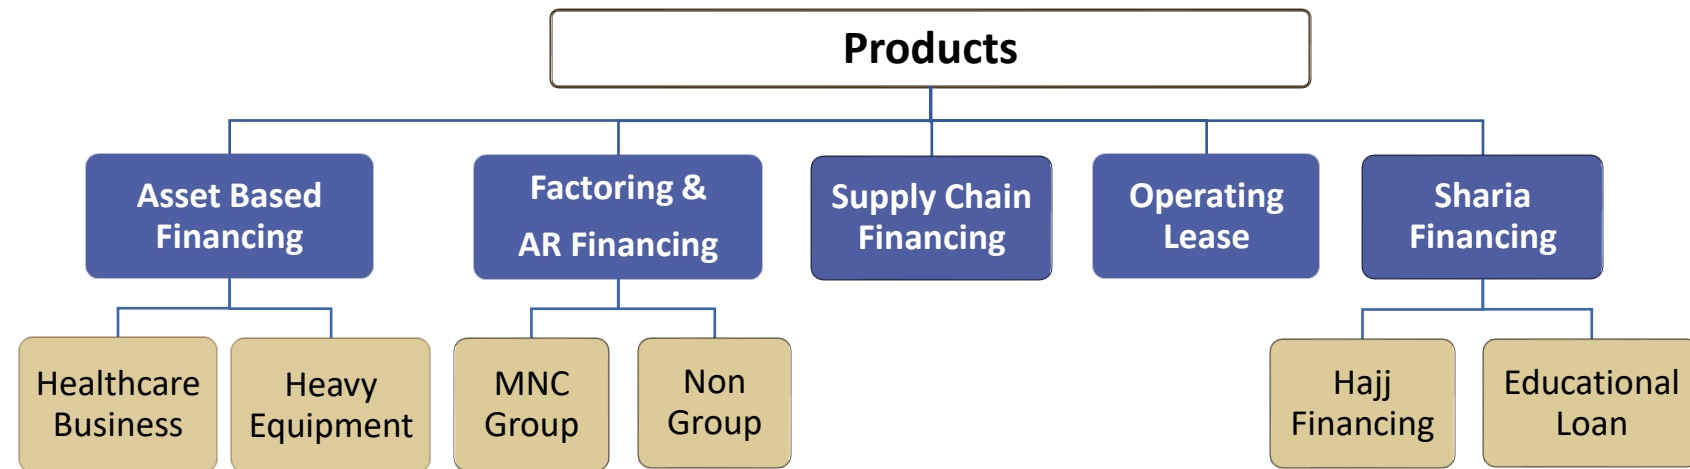 Products
Asset Based
Financing
Factoring &
AR Financing
Supply Chain
Financing
Operating
Lease
Sharia
Financing
Healthcare
Business
Heavy
Equipment
MNC
Group
Non
Group
Hajj
Financing
Educational
Loan